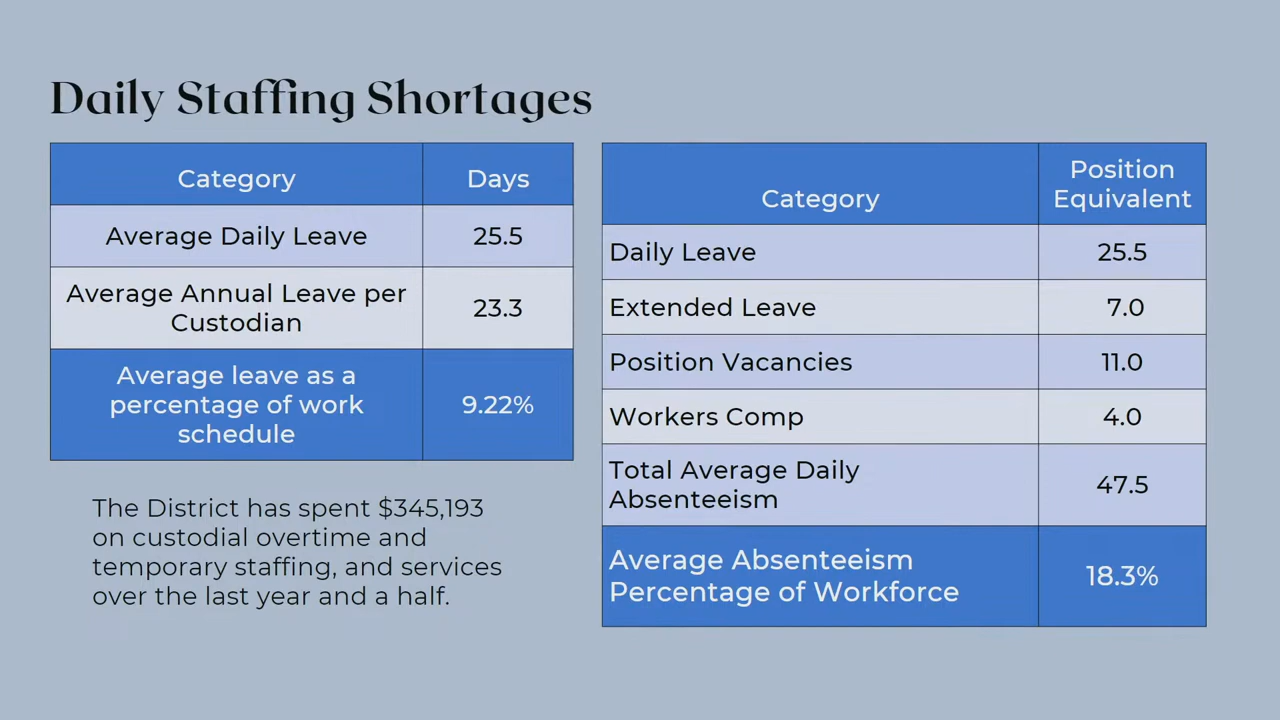 Daily Staffing Shortages
Category Days
Average Daily Leave 25.5
Average Annual Leave per
Custodian 23.3
Average leave as a
percentage of work
schedule 9.22%
The District has spent $345,193
on custodial overtime and
temporary staffing, and services
over the last year and a half.
Category Position
Equivalent
Daily Leave 25.5
Extended Leave 7.0
Position Vacancies 11.0
Workers Comp 4.0
Total Average Daily
Absenteeism 47.5
Average Absenteeism
Percentage of Workforce 18.3%